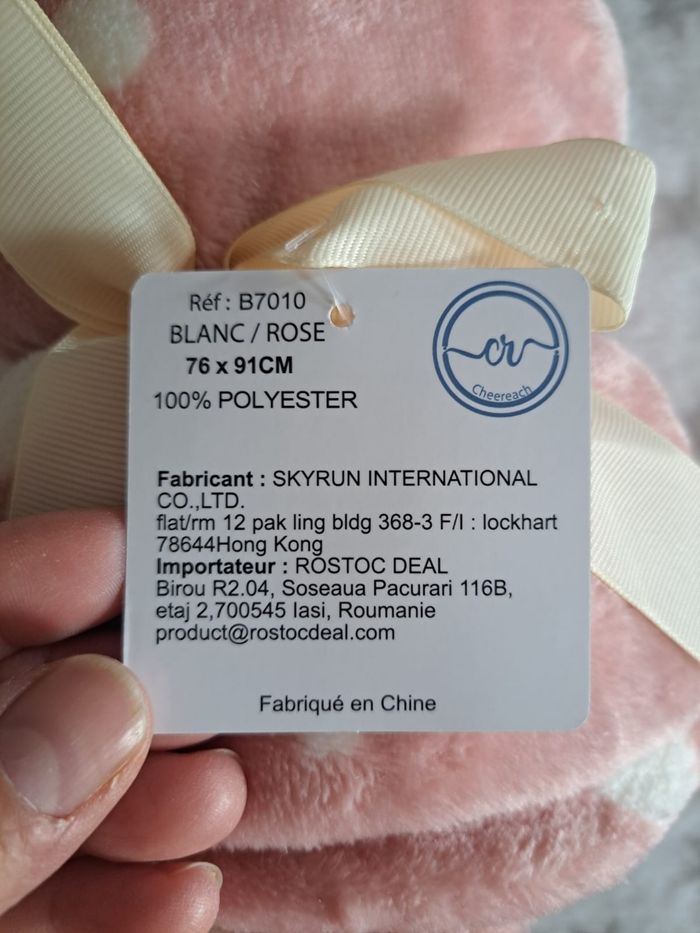 Réf : B7010
BLANC / ROSE
76 x 91CM
100% POLYESTER
cr
Cheereach
Fabricant : SKYRUN INTERNATIONAL
CO.,LTD.
flat/rm 12 pak ling bldg 368-3 F/I : lockhart
78644Hong Kong
Importateur : ROSTOC DEAL
Birou R2.04, Soseaua Pacurari 116B,
etaj 2,700545 Iasi, Roumanie
product@rostocdeal.com
Fabriqué en Chine